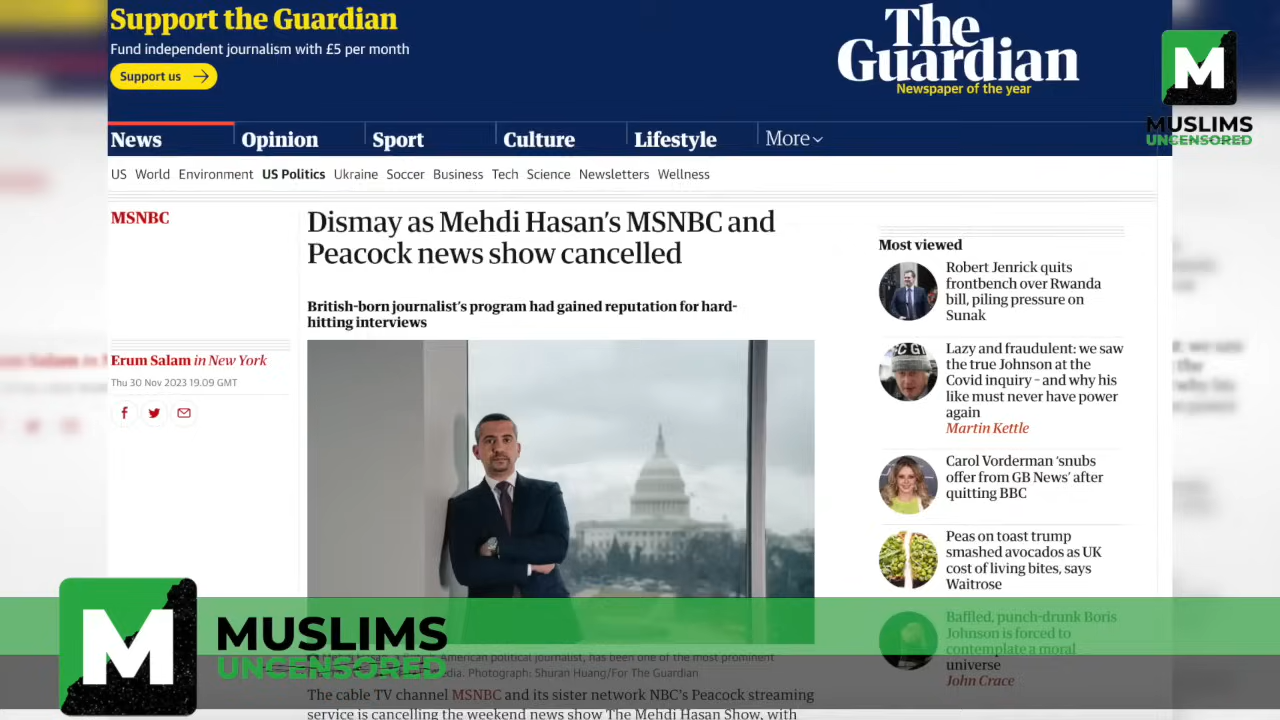 Support the Guardian
Fund independent journalism with £5 per month
Support us
The
Guardian
Newspaper of the year
M
MUSLIMS
UNCENSORED
News
Opinion
Sport
Culture
Lifestyle
More
US World Environment US Politics Ukraine Soccer Business Tech Science Newsletters Wellness
MSNBC
Dismay as Mehdi Hasan's MSNBC and
Peacock news show cancelled
British-born journalist's program had gained reputation for hard-
hitting interviews
Erum Salam in New York
Thu 30 Nov 2023 19.09 GMT
Most viewed
Robert Jenrick quits
frontbench over Rwanda
bill, piling pressure on
Sunak
Lazy and fraudulent: we saw
the true Johnson at the
Covid inquiry – and why his
like must never have power
again
Martin Kettle
Carol Vorderman 'snubs
offer from GB News' after
quitting BBC
Peas on toast trump
smashed avocados as UK
cost of living bites, says
Waitrose
Baffled, punch-drunk Boris
Johnson is forced to
contemplate a moral
universe
John Crace
M
MUSLIMS
UNCENSORED
American political journalist, has been one of the most prominent
Photograph: Shuran Huang/For The Guardian
The cable TV channel MSNBC and its sister network NBC's Peacock streaming
service is cancelling the weekend news show The Mehdi Hasan Show, with